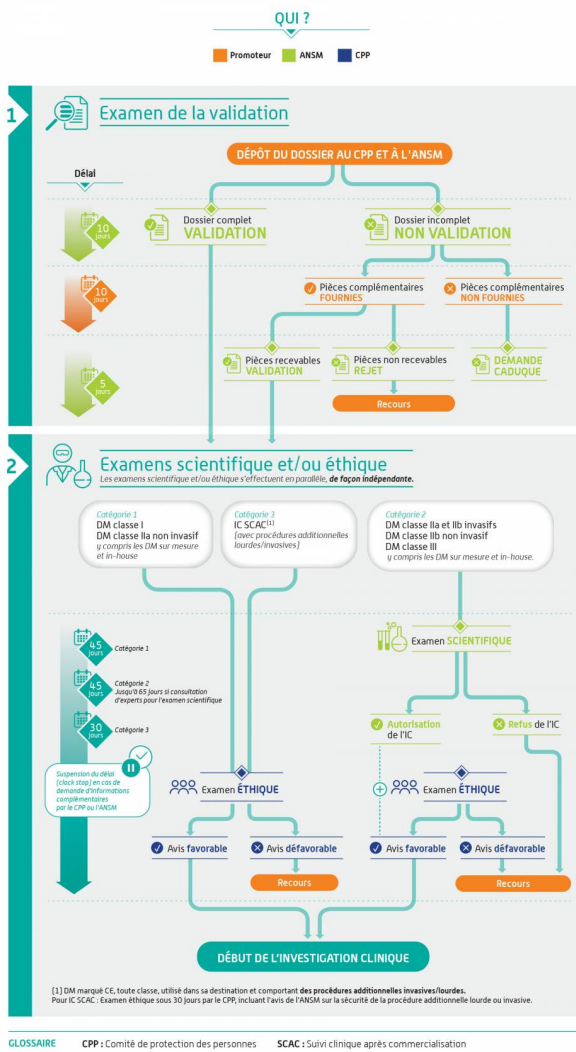 QUI ?
Promoteur
ANSM
CPP
1
Examen de la validation
DÉPÔT DU DOSSIER AU CPP ET À L'ANSM
Délai
10
jours
Dossier complet
VALIDATION
Dossier incomplet
NON VALIDATION
10
jours
Pièces complémentaires
FOURNIES
Pièces complémentaires
NON FOURNIES
5
jours
Pièces recevables
VALIDATION
Pièces non recevables
REJET
DEMANDE
CADUQUE
Recours
2
Examens scientifique et/ou éthique
Les examens scientifique et/ou éthique s'effectuent en parallèle, de façon indépendante.
Catégorie 1
DM classe I
DM classe IIa non invasif
y compris les DM sur mesure
et in-house
Catégorie 3
IC SCAC(1)
(avec procédures additionnelles
lourdes/invasives)
Catégorie 2
DM classe IIa et IIb invasifs
DM classe IIb non invasif
DM classe III
y compris les DM sur mesure et in-house.
Examen SCIENTIFIQUE
45
jours
Catégorie 1
45
jours
Catégorie 2
Jusqu'à 65 jours si consultation
d'experts pour l'examen scientifique
30
jours
Catégorie 3
Autorisation
de l'IC
Refus de l'IC
Suspension du délai
(clock stop) en cas de
demande d'informations
complémentaires
par le CPP ou l'ANSM
Examen ÉTHIQUE
Examen ÉTHIQUE
Avis favorable
Avis défavorable
Avis favorable
Avis défavorable
Recours
Recours
DÉBUT DE L'INVESTIGATION CLINIQUE
(1) DM marqué CE, toute classe, utilisé dans sa destination et comportant des procédures additionnelles invasives/lourdes.
Pour IC SCAC : Examen éthique sous 30 jours par le CPP, incluant l'avis de l'ANSM sur la sécurité de la procédure additionnelle lourde ou invasive.
GLOSSAIRE
CPP : Comité de protection des personnes
SCAC : Suivi clinique après commercialisation